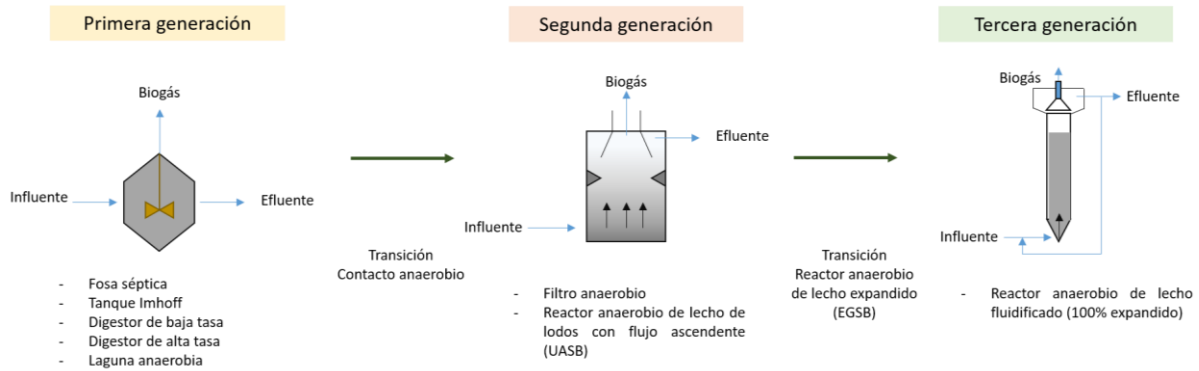 Primera generación
Segunda generación
Tercera generación
Biogás
Influente
Efluente
- Fosa séptica
- Tanque Imhoff
- Digestor de baja tasa
- Digestor de alta tasa
- Laguna anaerobia
Transición
Contacto anaerobio
Biogás
Efluente
Influente
- Filtro anaerobio
- Reactor anaerobio de lecho de
lodos con flujo ascendente
(UASB)
Transición
Reactor anaerobio
de lecho expandido
(EGSB)
Biogás
Efluente
Influente
- Reactor anaerobio de lecho
fluidificado (100% expandido)